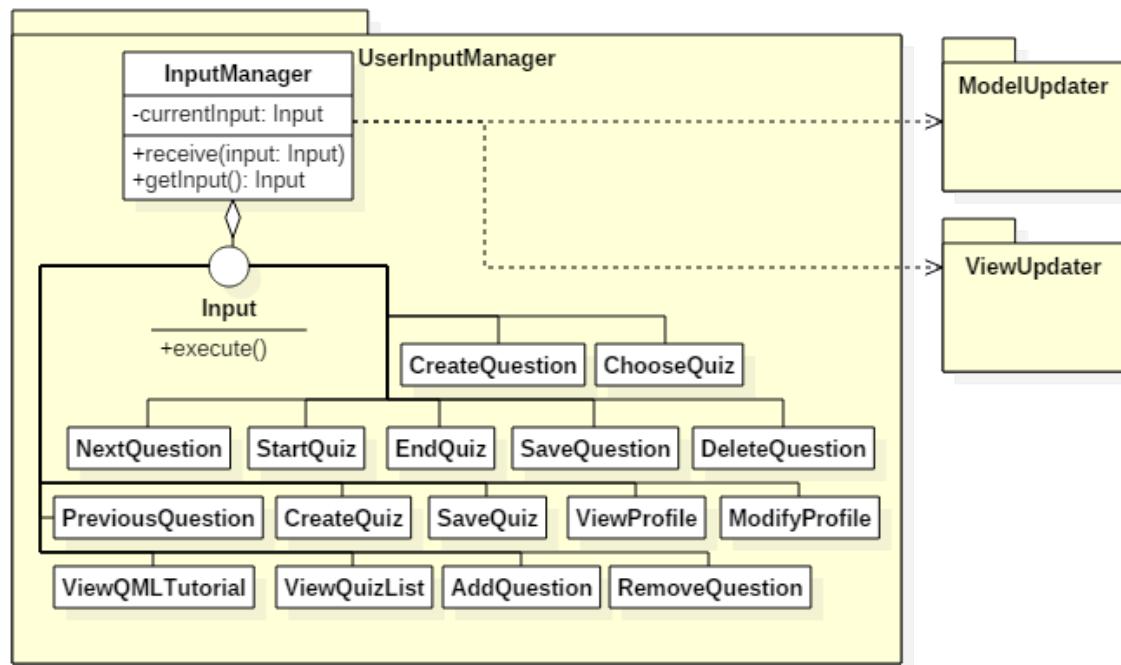 UserInputManager
InputManager
-currentInput: Input
+receive(input: Input)
+getInput(): Input
ModelUpdater
ViewUpdater
Input
+execute()
CreateQuestion
ChooseQuiz
NextQuestion
StartQuiz
EndQuiz
SaveQuestion
DeleteQuestion
PreviousQuestion
CreateQuiz
SaveQuiz
ViewProfile
ModifyProfile
ViewQMLTutorial
ViewQuizList
AddQuestion
RemoveQuestion